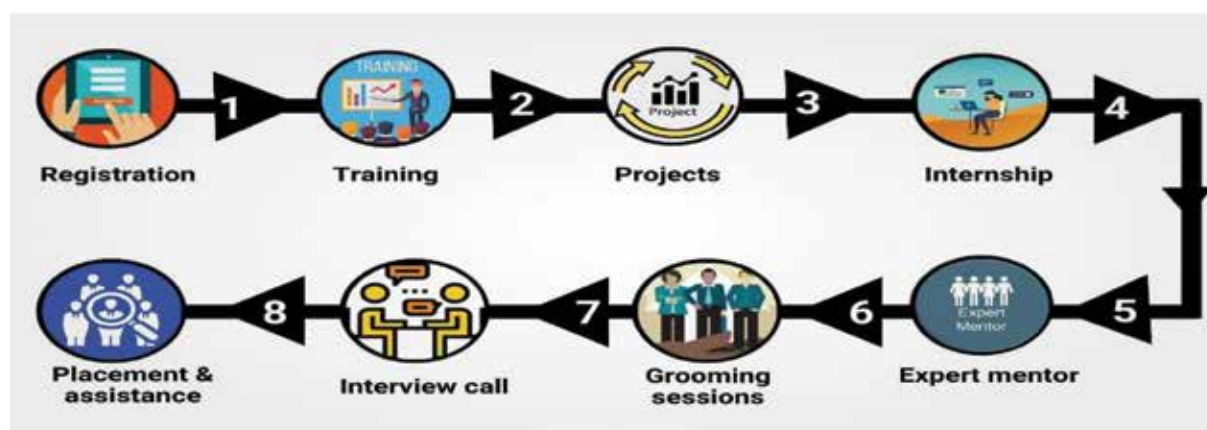 TRAINING
Project
1
2
3
4
Registration
Training
Projects
Internship
5
6
7
8
Expert
Mentor
Expert mentor
Grooming
sessions
Interview call
Placement &
assistance